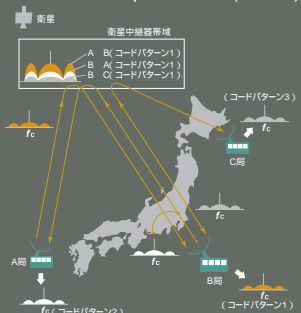 衛星
衛星中継器帯域
A B(コードパターン1)
B A(コードパターン1)
B C(コードパターン1)
(コードパターン3)
fc
fc
C局
fc
fc
A局
B局
fc
(コードパターン2)
fc
(コードパターン1)